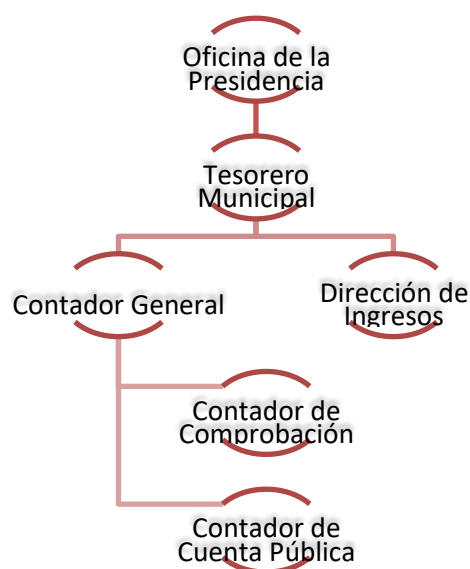 Oficina de la
Presidencia
Tesorero
Municipal
Contador General
Dirección de
Ingresos
Contador de
Comprobación
Contador de
Cuenta Pública